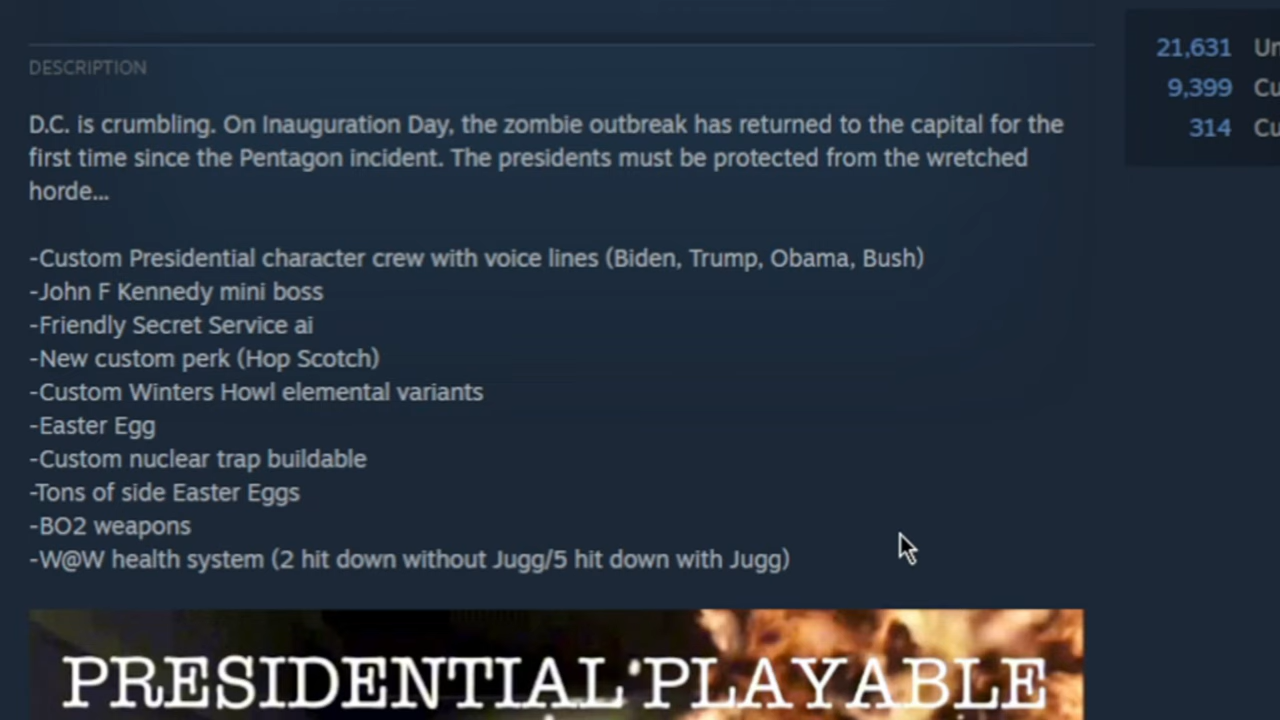 DESCRIPTION
D.C. is crumbling. On Inauguration Day, the zombie outbreak has returned to the capital for the
first time since the Pentagon incident. The presidents must be protected from the wretched
horde...
-Custom Presidential character crew with voice lines (Biden, Trump, Obama, Bush)
-John F Kennedy mini boss
-Friendly Secret Service ai
-New custom perk (Hop Scotch)
-Custom Winters Howl elemental variants
-Easter Egg
-Custom nuclear trap buildable
-Tons of side Easter Eggs
-BO2 weapons
-W@W health system (2 hit down without Jugg/5 hit down with Jugg)
PRESIDENTIAL PLAYABLE
21,631 Un
9,399 Cu
314 Cu